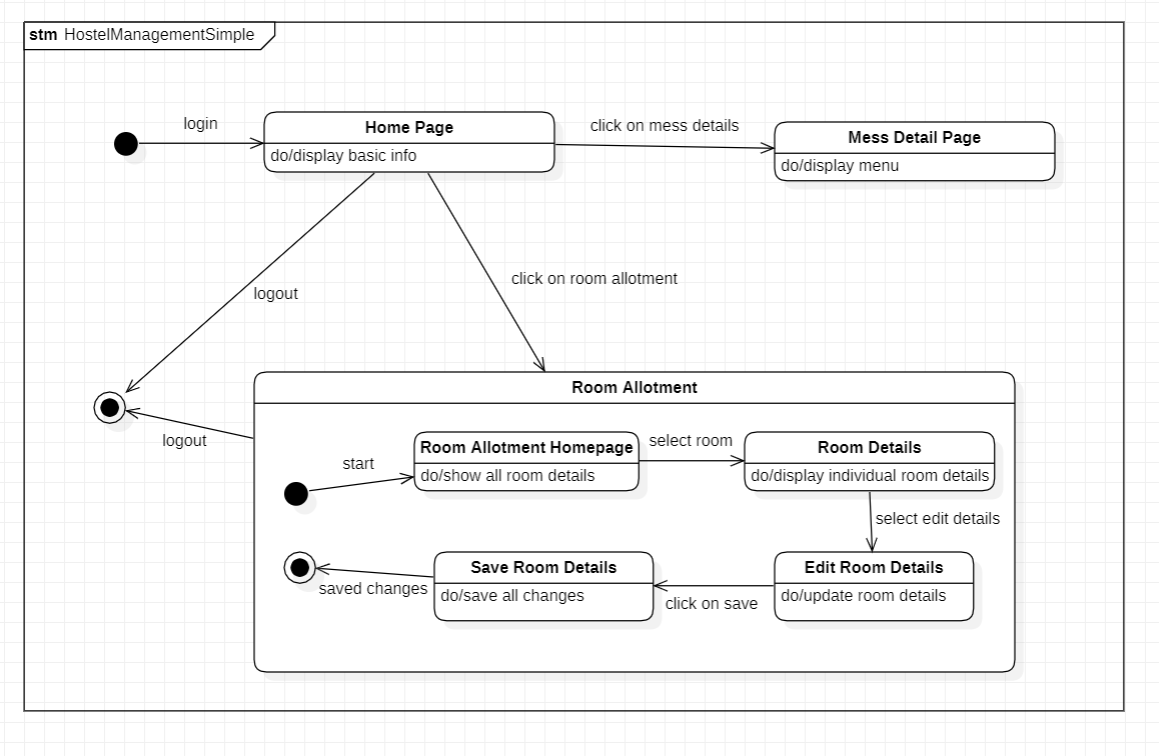 stm HostelManagementSimple
login
Home Page
do/display basic info
click on mess details
Mess Detail Page
do/display menu
logout
click on room allotment
logout
Room Allotment
start
Room Allotment Homepage
do/show all room details
select room
Room Details
do/display individual room details
select edit details
Edit Room Details
do/update room details
click on save
Save Room Details
do/save all changes
saved changes